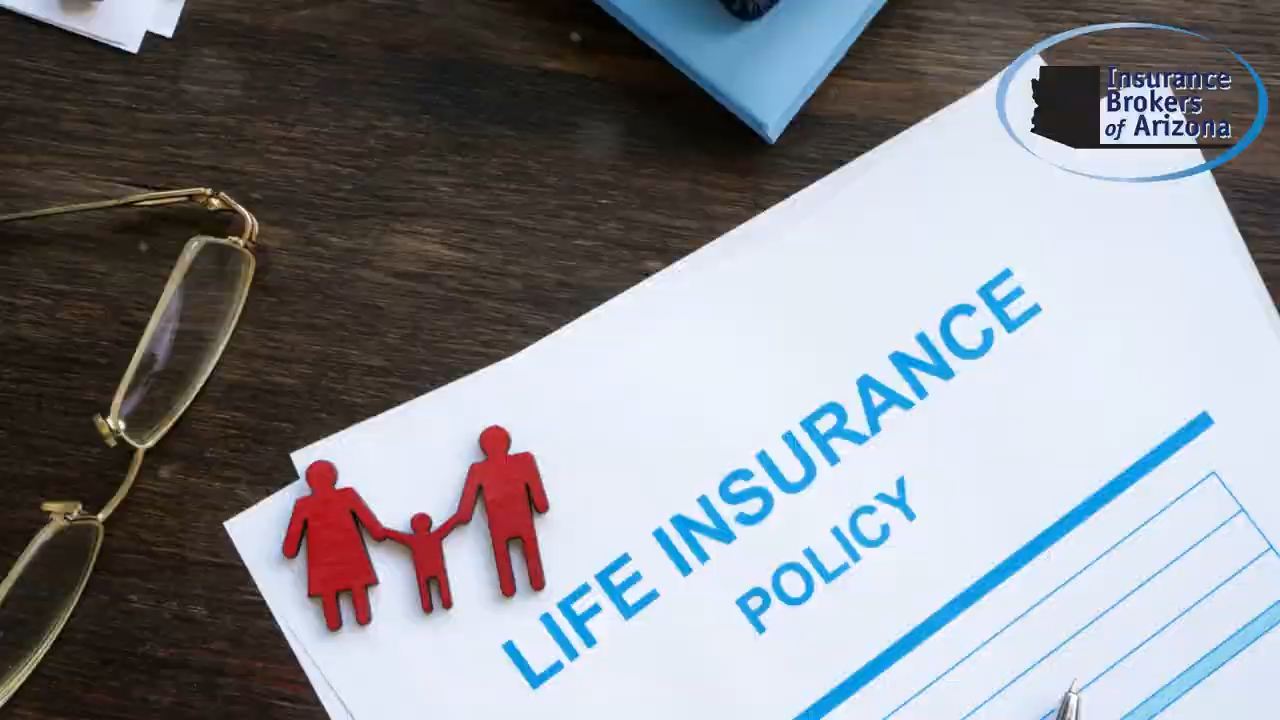 Insurance
Brokers
of Arizona
LIFE INSURANCE
POLICY